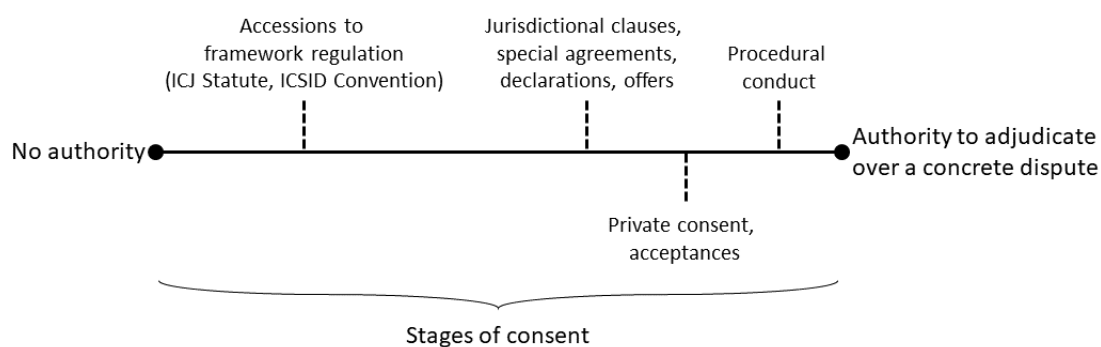 Accessions to
framework regulation
(ICJ Statute, ICSID Convention)
Jurisdictional clauses,
special agreements,
declarations, offers
Procedural
conduct
No authority
Authority to adjudicate
over a concrete dispute
Private consent,
acceptances
Stages of consent